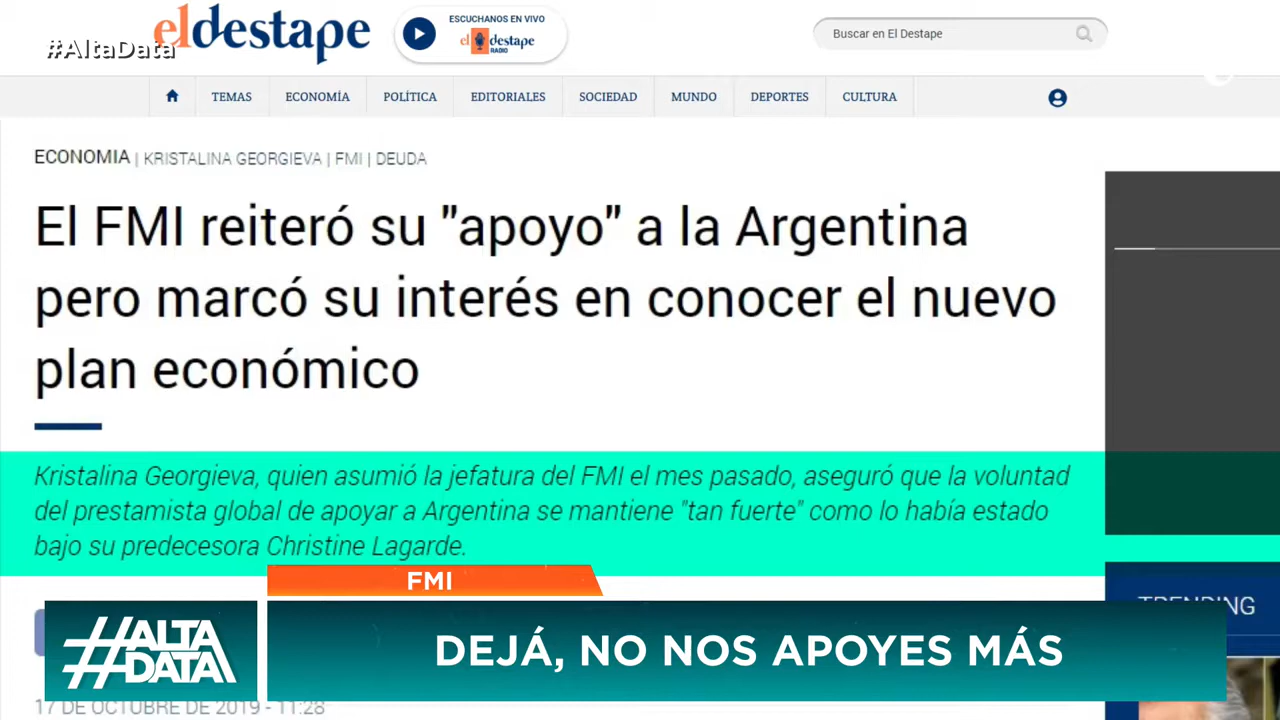 #AltaData
eldestape
ESCUCHANOS EN VIVO
el destape
RADIO
Buscar en El Destape
TEMAS
ECONOMÍA
POLÍTICA
EDITORIALES
SOCIEDAD
MUNDO
DEPORTES
CULTURA
ECONOMIA | KRISTALINA GEORGIEVA | FMI | DEUDA
El FMI reiteró su "apoyo" a la Argentina
pero marcó su interés en conocer el nuevo
plan económico
Kristalina Georgieva, quien asumió la jefatura del FMI el mes pasado, aseguró que la voluntad
del prestamista global de apoyar a Argentina se mantiene "tan fuerte" como lo había estado
bajo su predecesora Christine Lagarde.
FMI
TRENDING
#ALTA
DATA
DEJÁ, NO NOS APOYES MÁS
17 DE OCTUBRE DE 2019 - 11:28